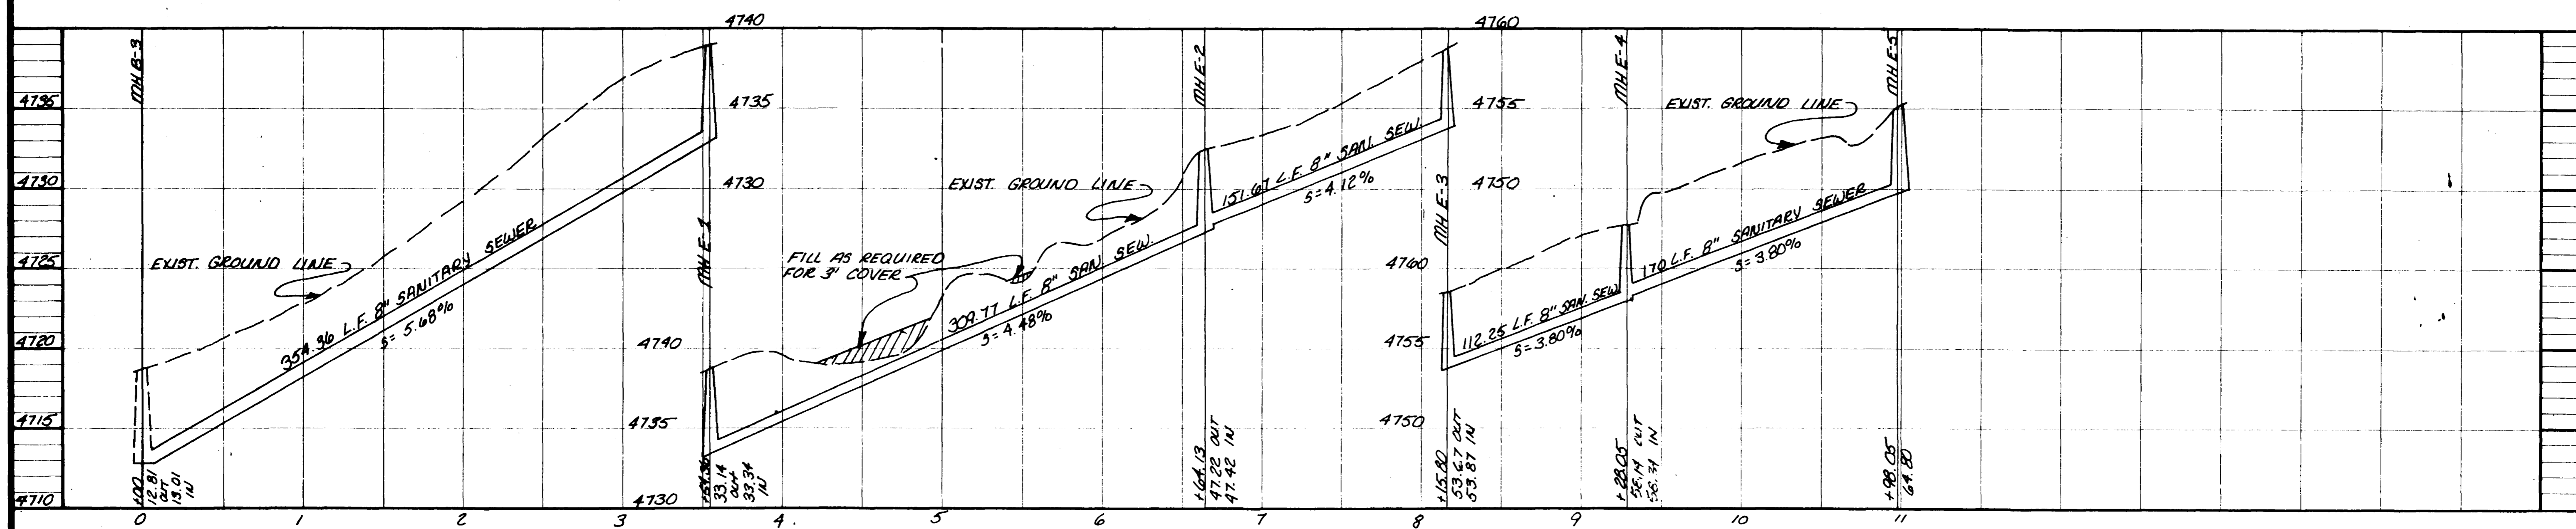 4740
4760
MH B-3
MH E-2
MH E-4
MH E-5
4735
4735
4755
EXIST. GROUND LINE
4730
4730
EXIST. GROUND LINE
4750
151.67 L.F. 8" SAN. SEW.
S=4.12%
MH E-3
MH E-1
4725
EXIST. GROUND LINE
FILL AS REQUIRED
FOR 3' COVER
4760
170 L.F. 8" SANITARY SEWER
S=3.80%
354.36 L.F. 8" SANITARY SEWER
S=5.68%
309.77 L.F. 8" SAN. SEW.
S=4.48%
4720
4740
4755
112.25 L.F. 8" SAN. SEW.
S=3.80%
4715
4735
4750
4710
+00
12.81
OUT
13.01
IN
4730
+54.36
33.14
OUT
33.34
IN
+64.13
47.22 OUT
47.42 IN
+15.80
53.67 OUT
53.87 IN
+28.05
OUT
IN
+98.05
64.80
0
1
2
3
4
5
6
7
8
9
10
11